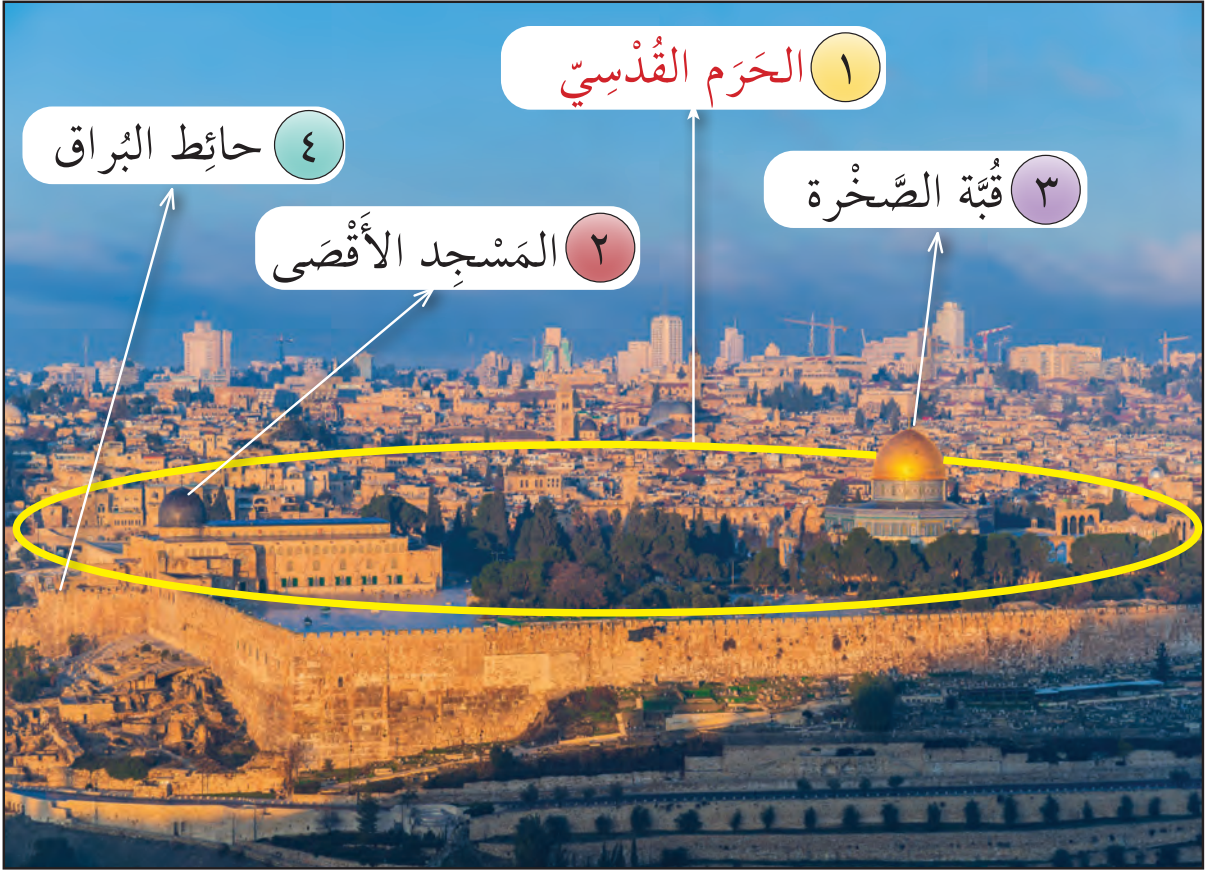 ١ الحَرَم القُدْسِيّ
٤ حائِط البُراق
٣ قُبَّة الصَّخْرة
٢ المَسْجِد الأَقْصَى